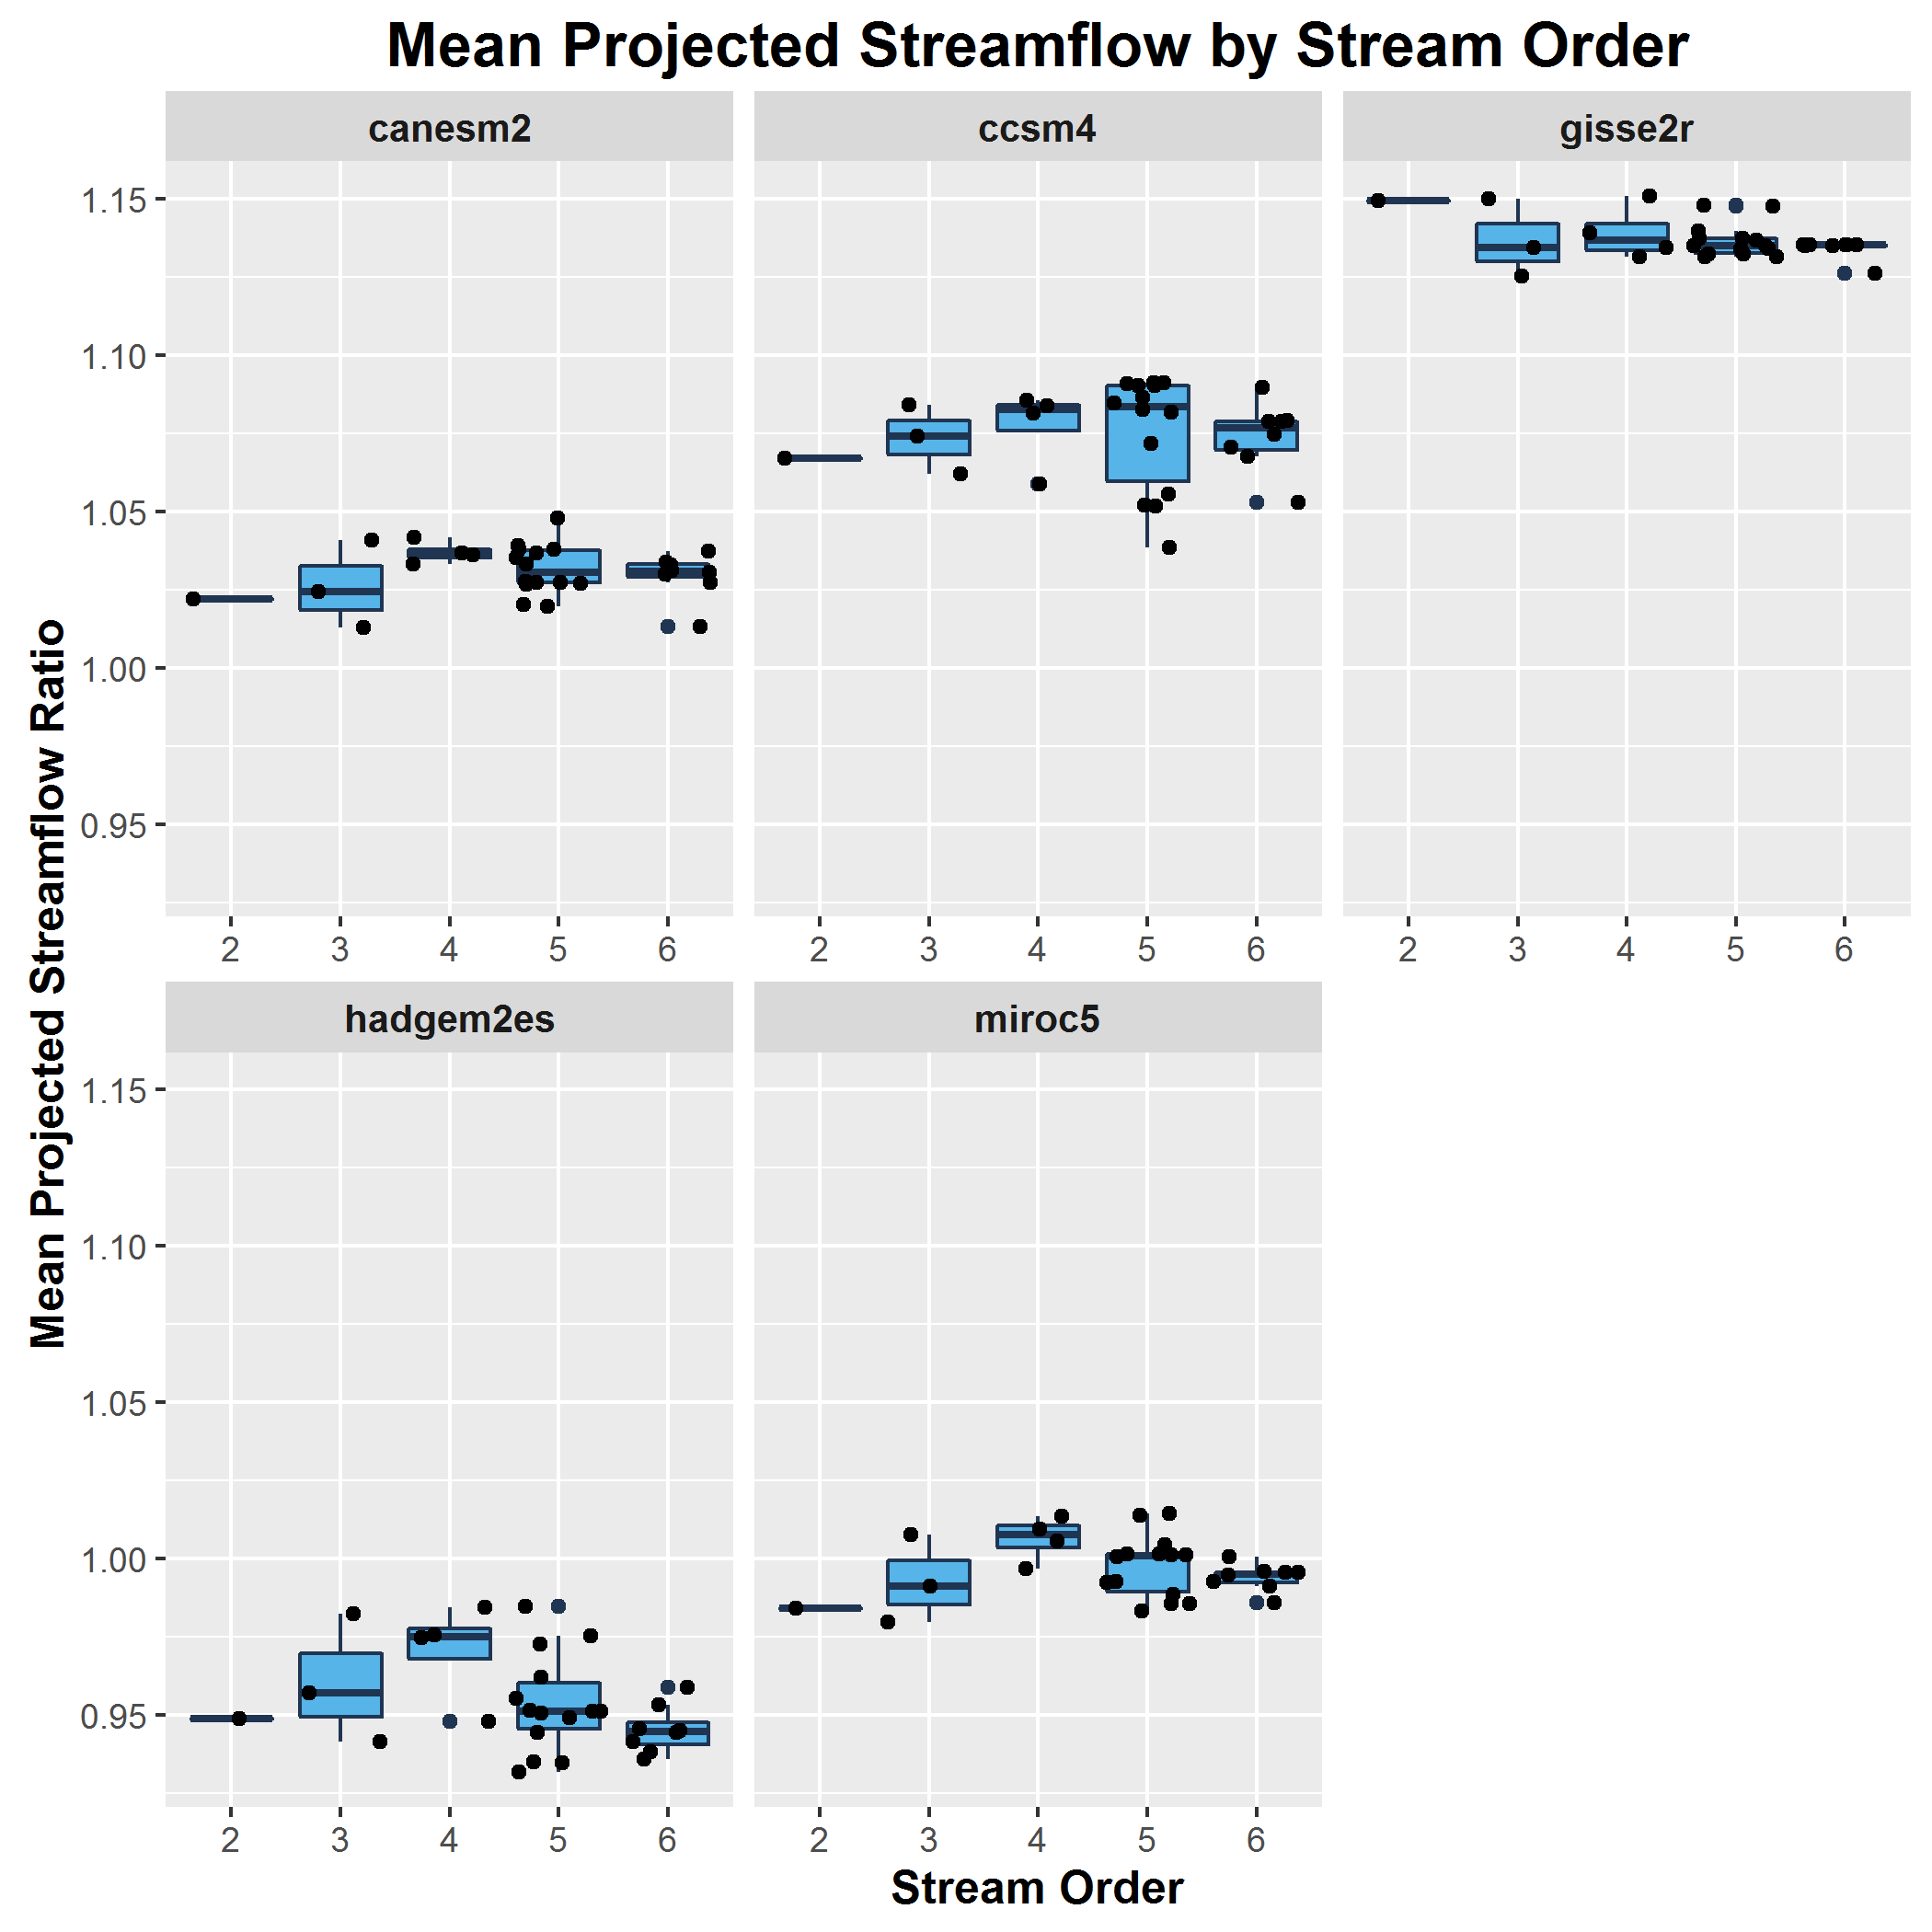 Mean Projected Streamflow by Stream Order
canesm2
ccsm4
gisse2r
1.15
1.10
1.05
1.00
0.95
2 3 4 5 6
2 3 4 5 6
2 3 4 5 6
Mean Projected Streamflow Ratio
hadgem2es
miroc5
1.15
1.10
1.05
1.00
0.95
2 3 4 5 6
2 3 4 5 6
Stream Order